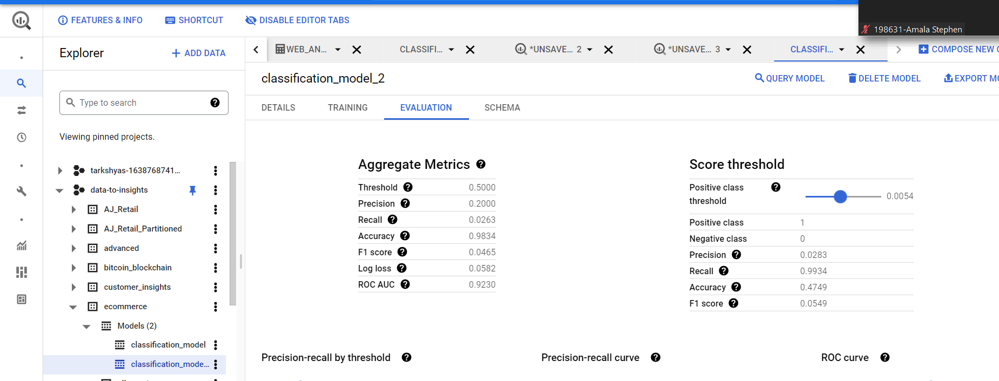 FEATURES & INFO SHORTCUT DISABLE EDITOR TABS
198631-Amala Stephen
Explorer
ADD DATA
WEB_AN...
CLASSIFI...
*UNSAVE... 2
*UNSAVE... 3
CLASSIFI...
COMPOSE NEW
classification_model_2
QUERY MODEL
DELETE MODEL
EXPORT MO
DETAILS TRAINING EVALUATION SCHEMA
Type to search
Viewing pinned projects.
tarkshyas-1638768741...
data-to-insights
AJ_Retail
AJ_Retail_Partitioned
advanced
bitcoin_blockchain
customer_insights
ecommerce
Models (2)
classification_model
classification_mode...
Aggregate Metrics
Threshold 0.5000
Precision 0.2000
Recall 0.0263
Accuracy 0.9834
F1 score 0.0465
Log loss 0.0582
ROC AUC 0.9230
Score threshold
Positive class
threshold
0.0054
Positive class 1
Negative class 0
Precision 0.0283
Recall 0.9934
Accuracy 0.4749
F1 score 0.0549
Precision-recall by threshold
Precision-recall curve
ROC curve